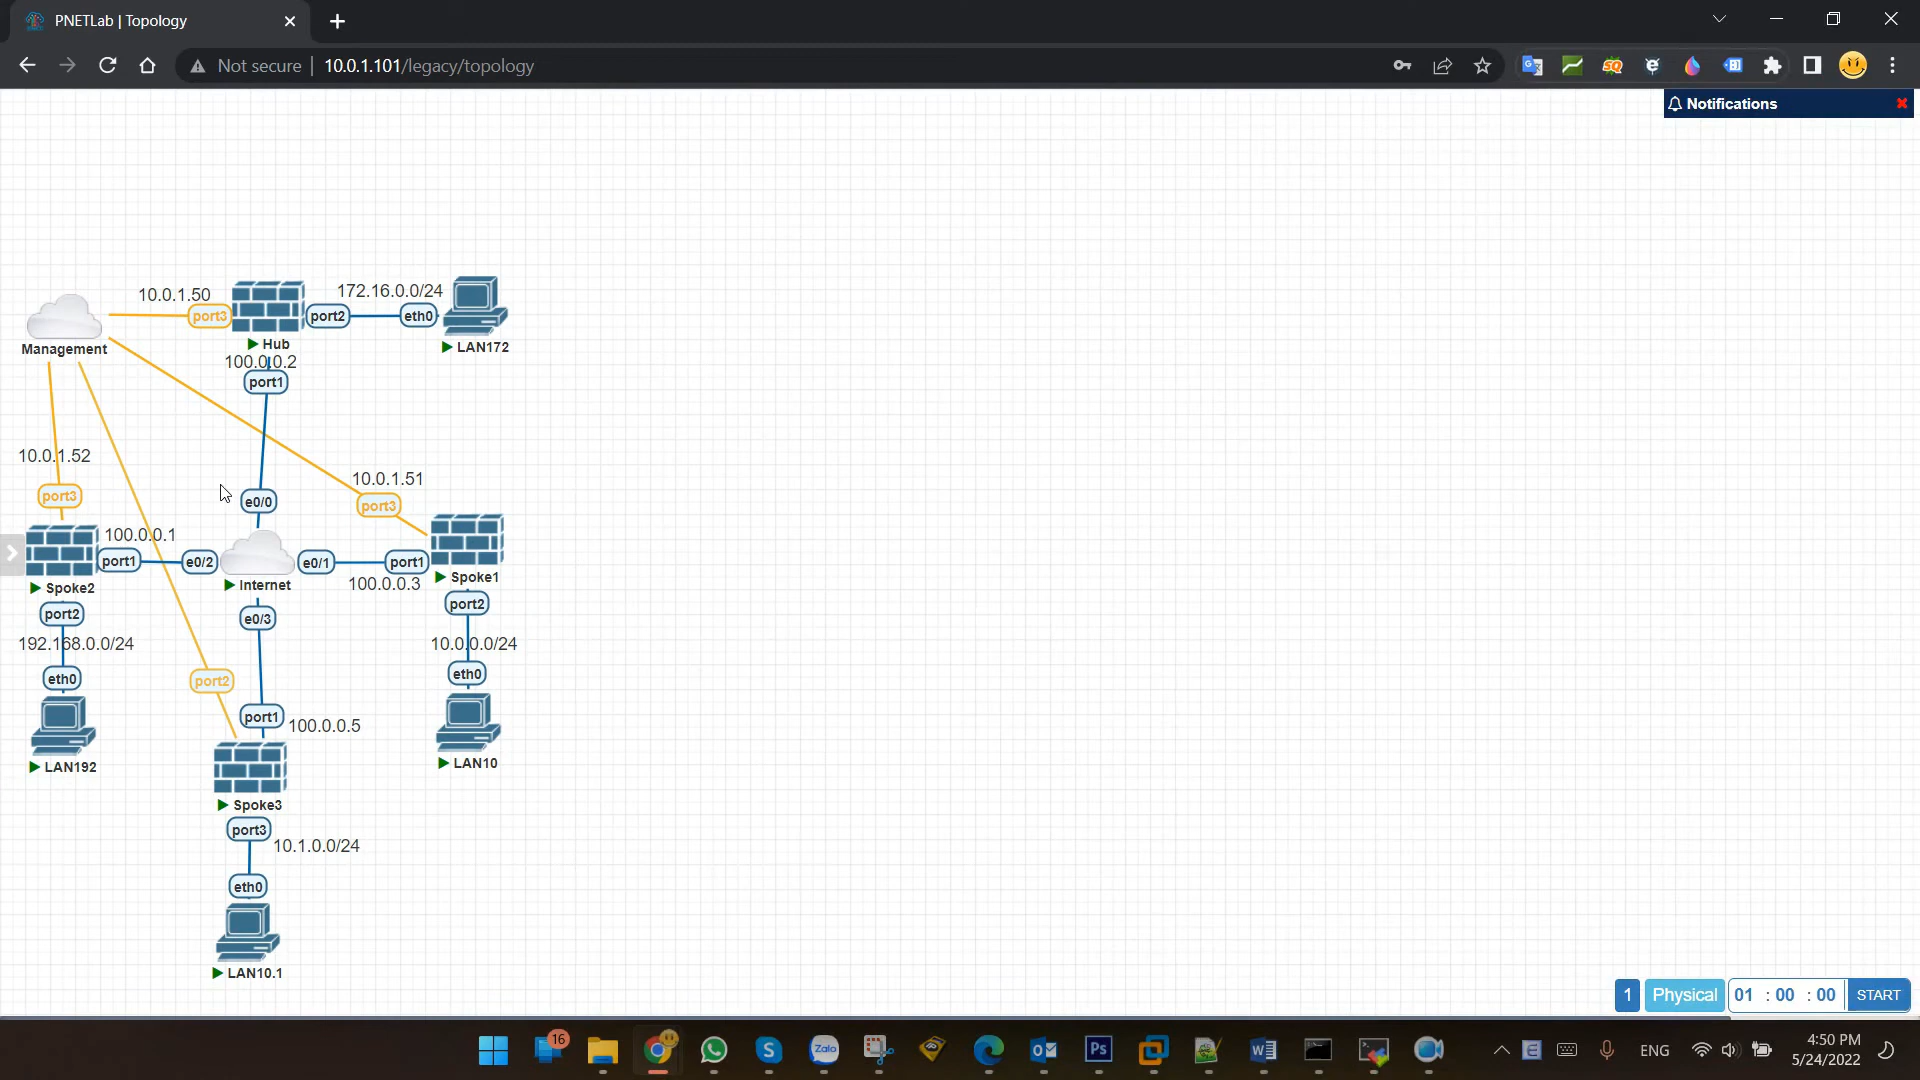 PNETLab | Topology
Not secure | 10.0.1.101/legacy/topology
Notifications
10.0.1.50
172.16.0.0/24
port3
port2
eth0
Management
Hub
LAN172
100.0.0.2
port1
10.0.1.52
10.0.1.51
port3
e0/0
port3
100.0.0.1
port1
e0/2
e0/1
port1
Spoke2
Internet
100.0.0.3
Spoke1
port2
e0/3
port2
192.168.0.0/24
10.0.0.0/24
eth0
port2
eth0
port1
100.0.0.5
LAN192
LAN10
Spoke3
port3
10.1.0.0/24
eth0
LAN10.1
1
Physical
01 : 00 : 00
START
16
Zalo
Ps
E
ENG
4:50 PM
5/24/2022